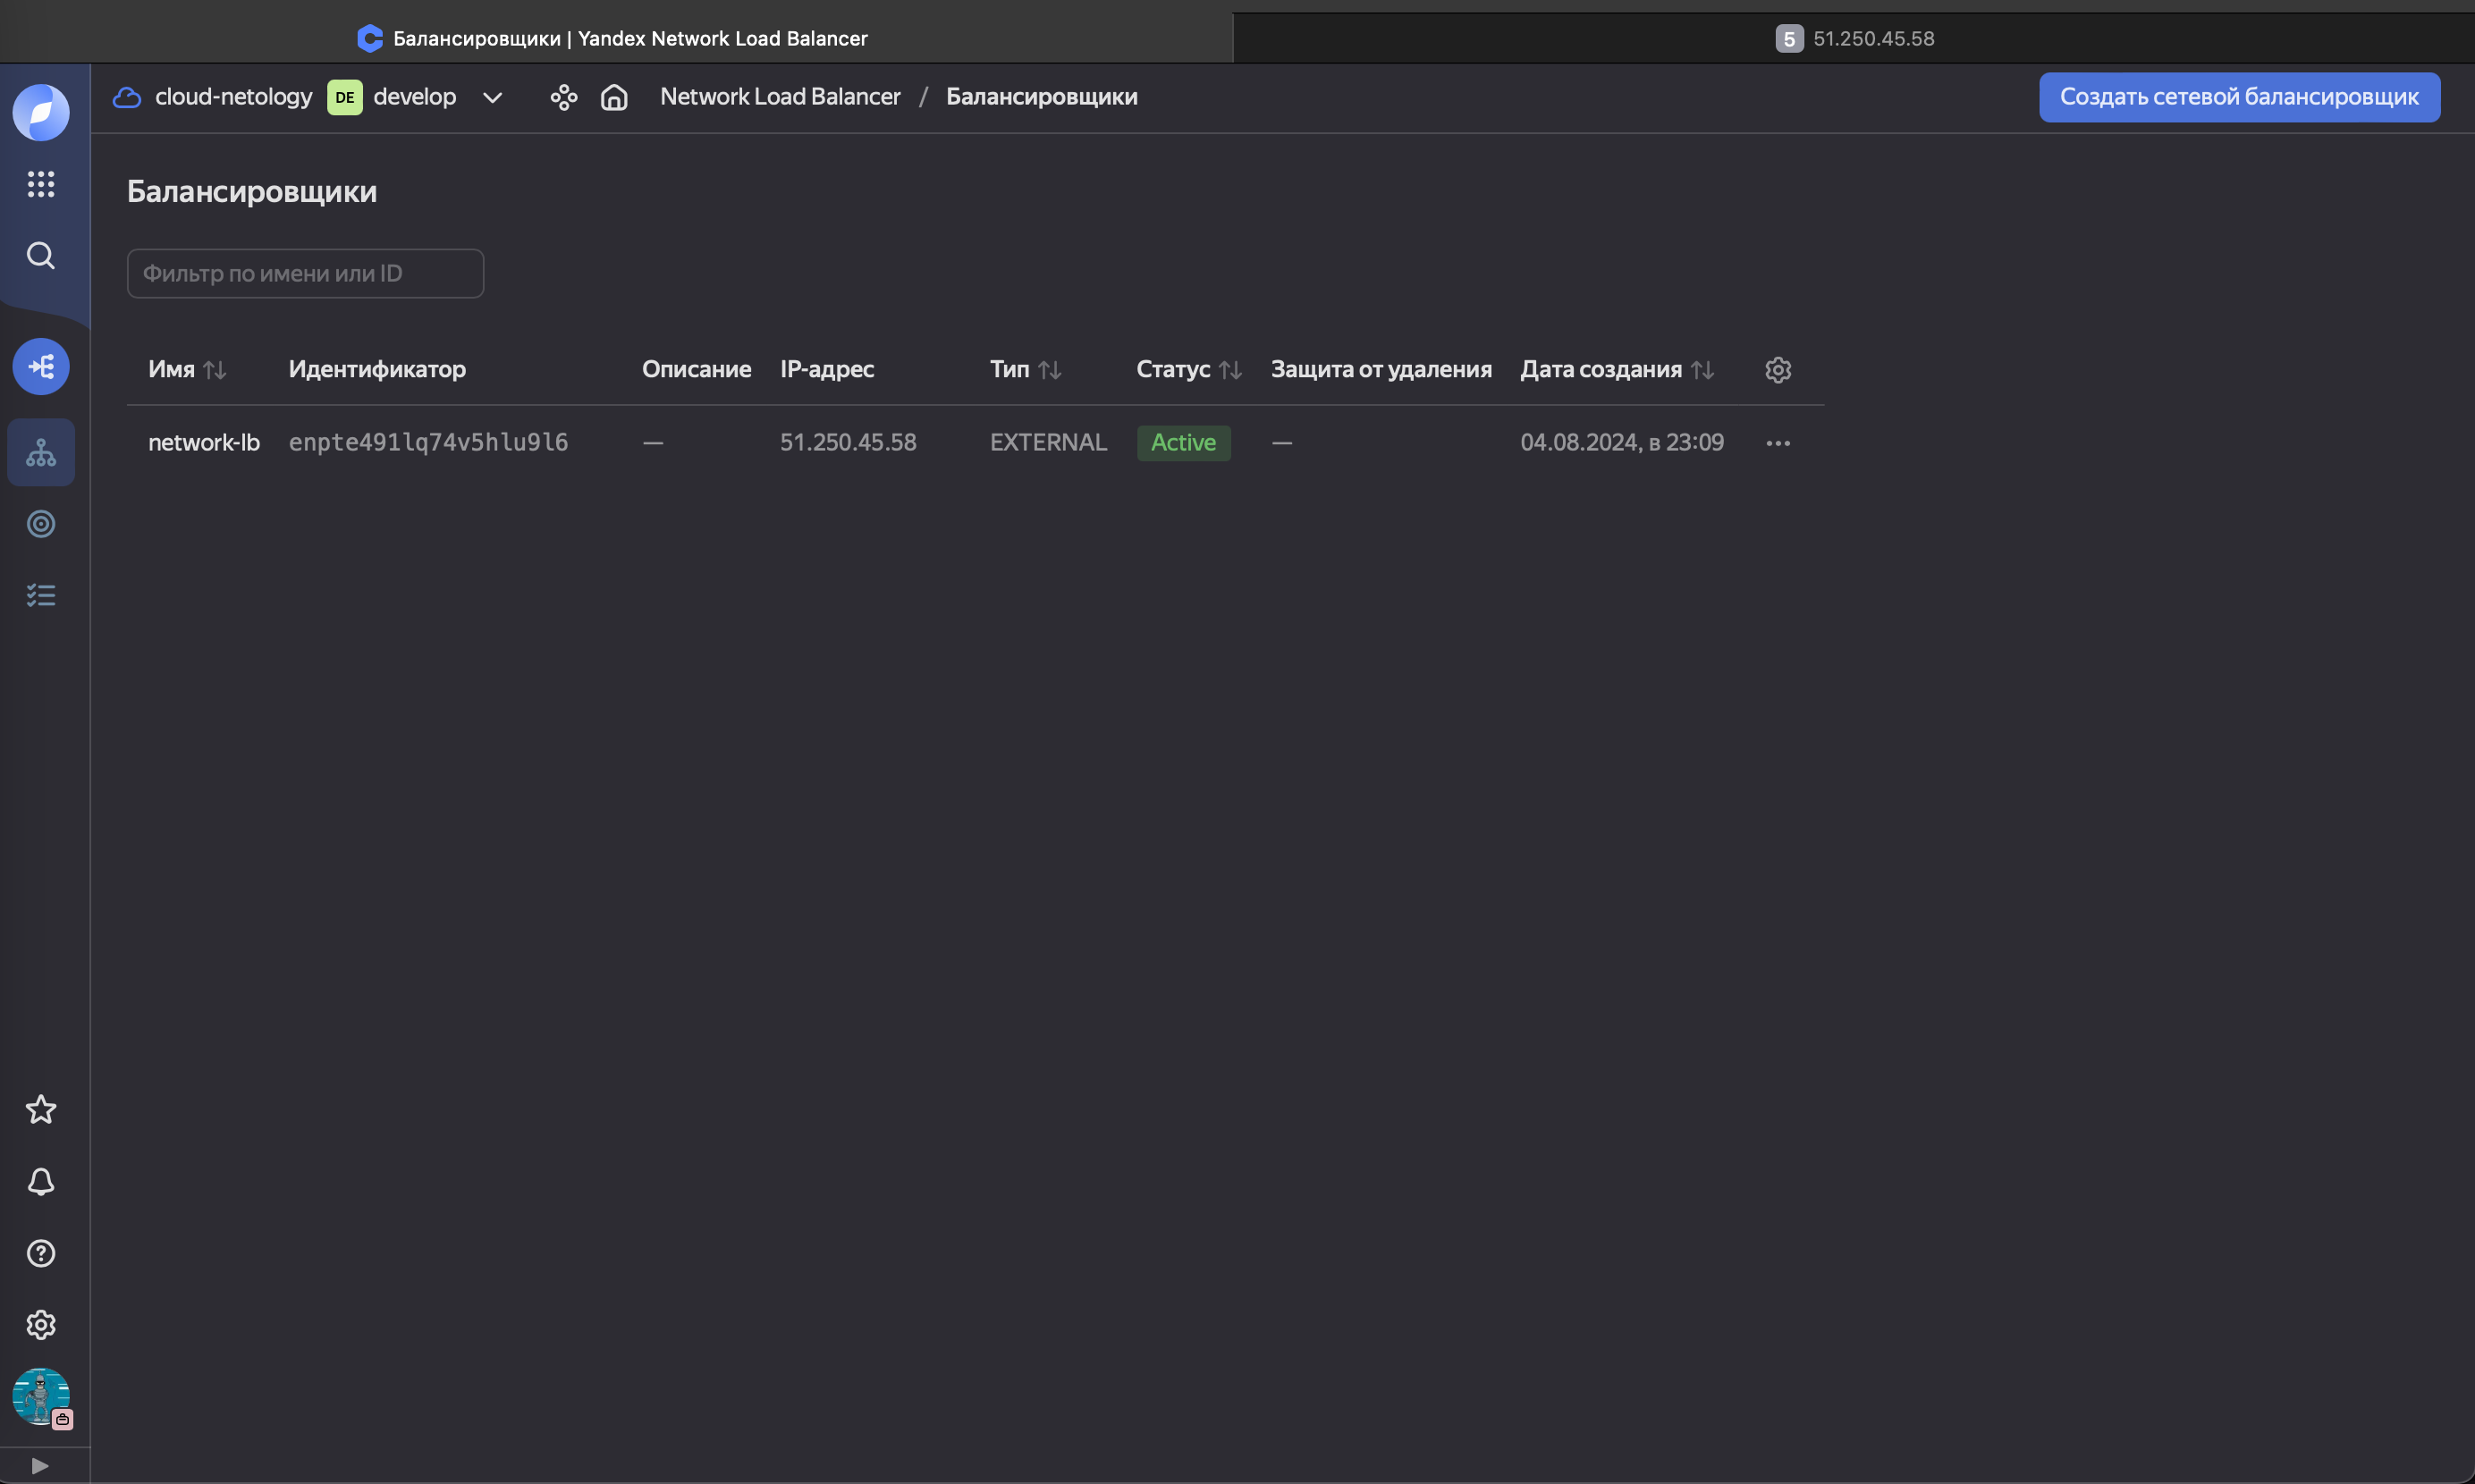 Балансировщики | Yandex Network Load Balancer
5 51.250.45.58
cloud-netology DE develop Network Load Balancer / Балансировщики Создать сетевой балансировщик
Балансировщики
Фильтр по имени или ID
Имя Идентификатор Описание IP-адрес Тип Статус Защита от удаления Дата создания
network-lb enpte491lq74v5hlu9l6 — 51.250.45.58 EXTERNAL Active — 04.08.2024, в 23:09